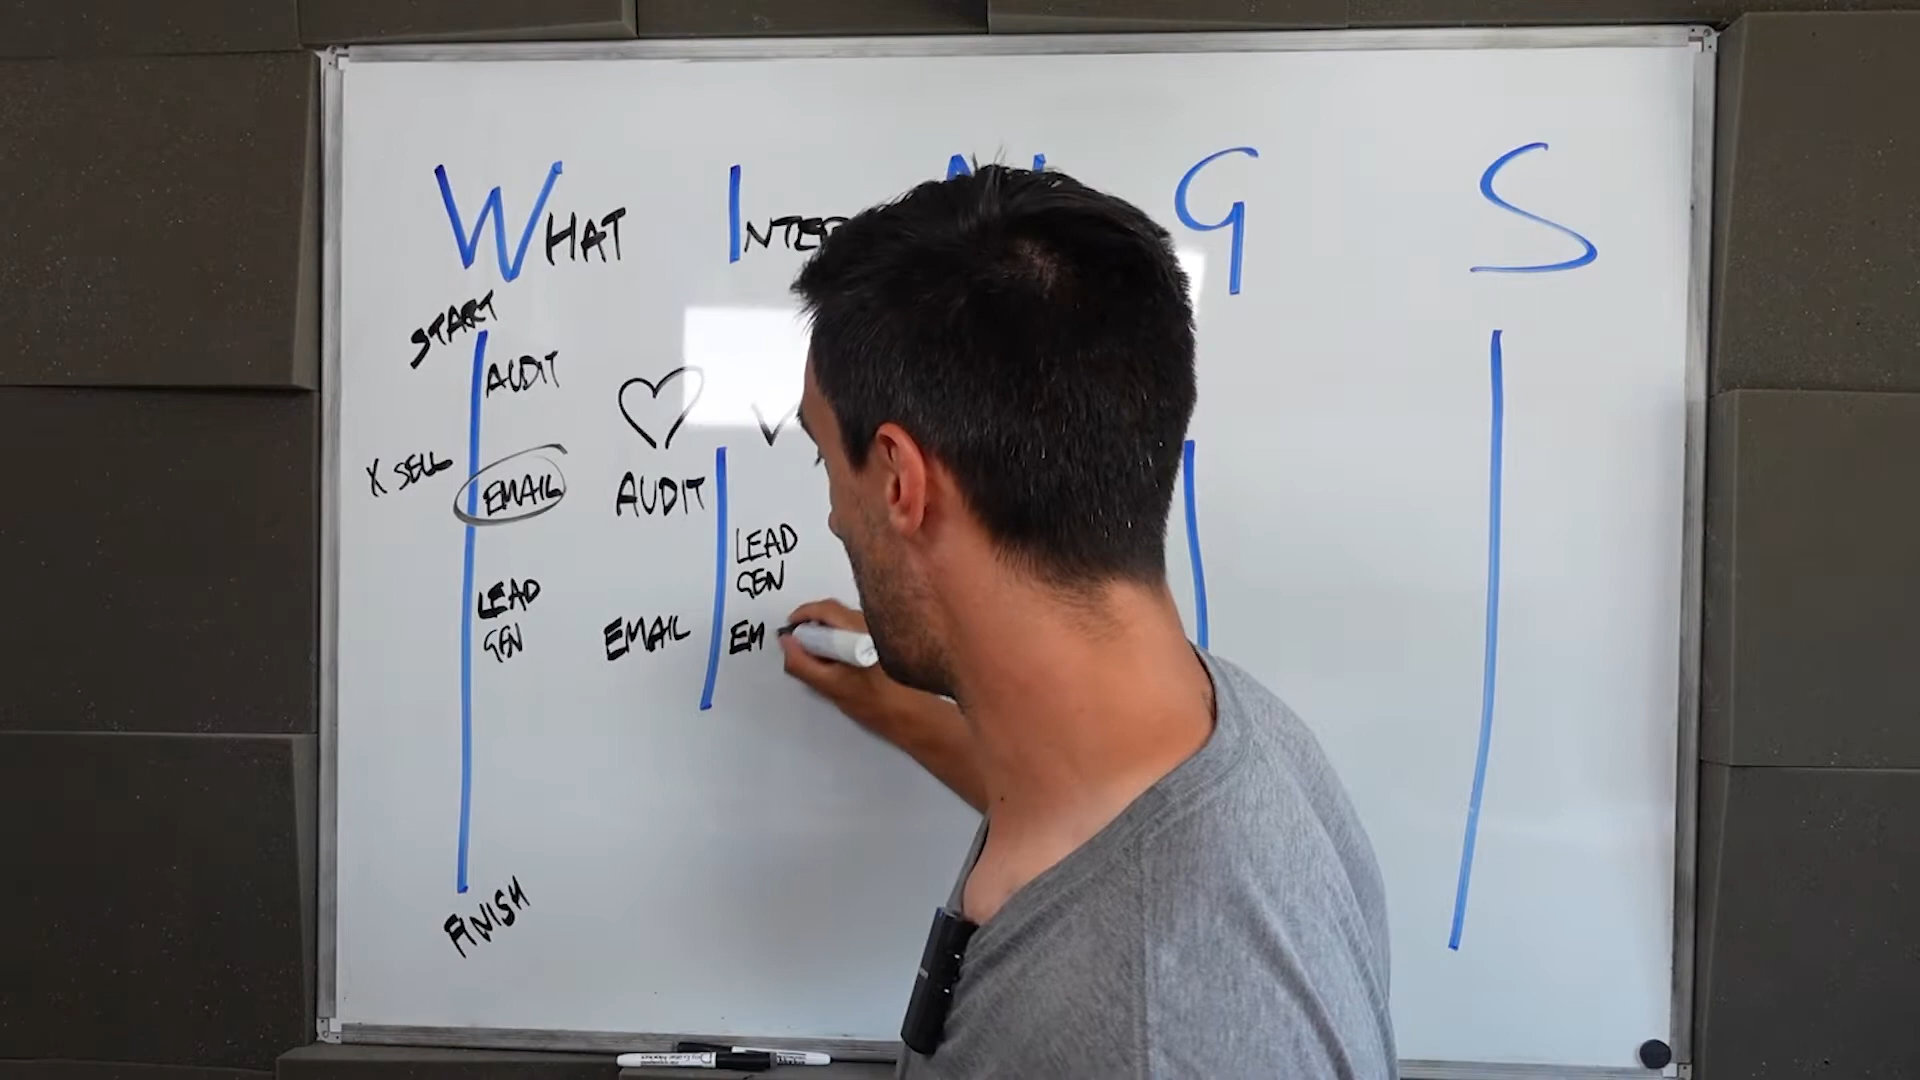 WHAT
INTER
G
S
START
AUDIT
X SELL
EMAIL
LEAD
GEN
FINISH
AUDIT
EMAIL
LEAD
GEN
EM